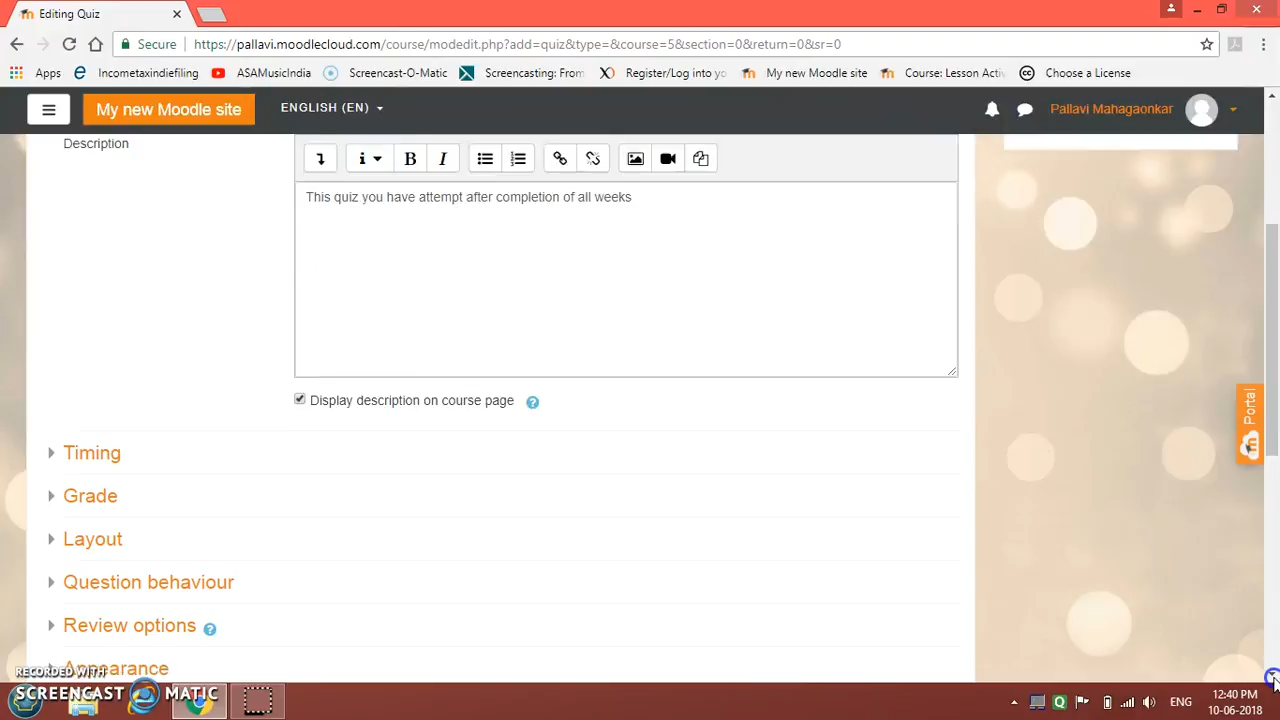 Editing Quiz
Secure
https://pallavi.moodlecloud.com/course/modedit.php?add=quiz&type=&course=5&section=0&return=0&sr=0
Apps Incometaxindiefiling ASAMusicIndia Screencast-O-Matic Screencasting: From Register/Log into yo My new Moodle site Course: Lesson Acti Choose a License
My new Moodle site ENGLISH (EN) Pallavi Mahagaonkar
Description
This quiz you have attempt after completion of all weeks
Display description on course page
Portal
Timing
Grade
Layout
Question behaviour
Review options
Appearance
RECORDED WITH
SCREENCAST MATIC
ENG
12:40 PM
10-06-2018